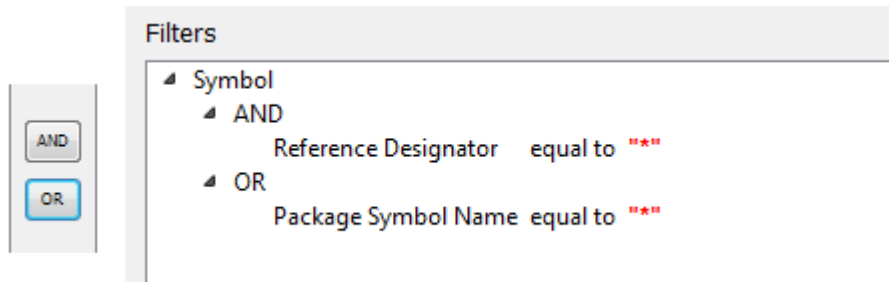 Filters
Symbol
AND
Reference Designator equal to "*"
OR
Package Symbol Name equal to "*"
AND
OR